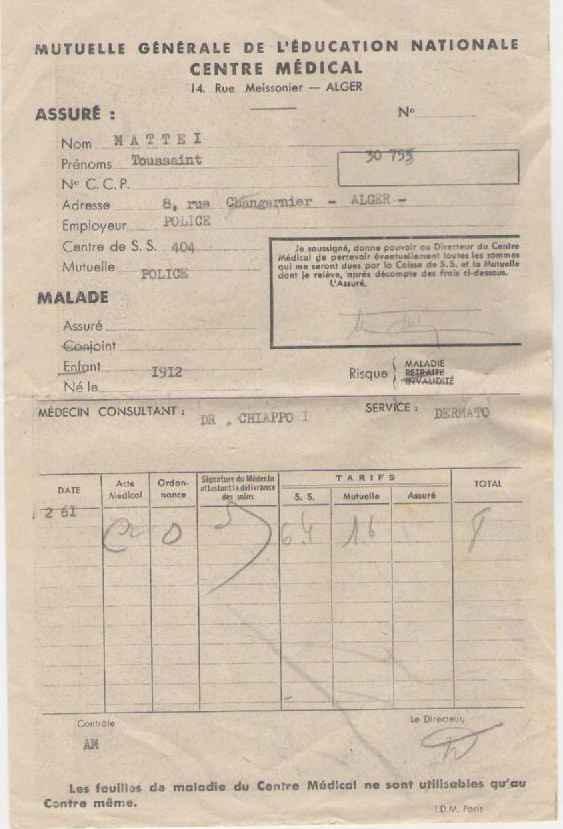 MUTUELLE GÉNÉRALE DE L'ÉDUCATION NATIONALE
CENTRE MÉDICAL
14. Rue Meissonier — ALGER
ASSURÉ :
N°
Nom MATTEI
Prénoms Toussaint
30 795
N° C.C.P.
Adresse 8, rue Changarnier - ALGER -
Employeur POLICE
Centre de S.S. 404
Mutuelle POLICE
Je soussigné, donne pouvoir au Directeur du Centre
Médical de percevoir éventuellement toutes les sommes
qui me seront dues par la Caisse de S.S. et la Mutuelle
dont je relève, après décompte des frais ci-dessous.
L'Assuré.
MALADE
Assuré
Conjoint
Enfant
Né le 1912
Risque
MALADIE
RETRAITE
INVALIDITÉ
MÉDECIN CONSULTANT : DR , CHIAPPO I SERVICE : DERMATO
DATE
Acte
Médical
Ordon-
nance
Signature du Médecin
attestant la délivrance
des soins
TARIFS
S. S. Mutuelle Assuré
TOTAL
2 61
6.4 1.6
Contrôle
AM
Le Directeur,
Les feuilles de maladie du Centre Médical ne sont utilisables qu'au
Centre même.
I.D.M. Paris